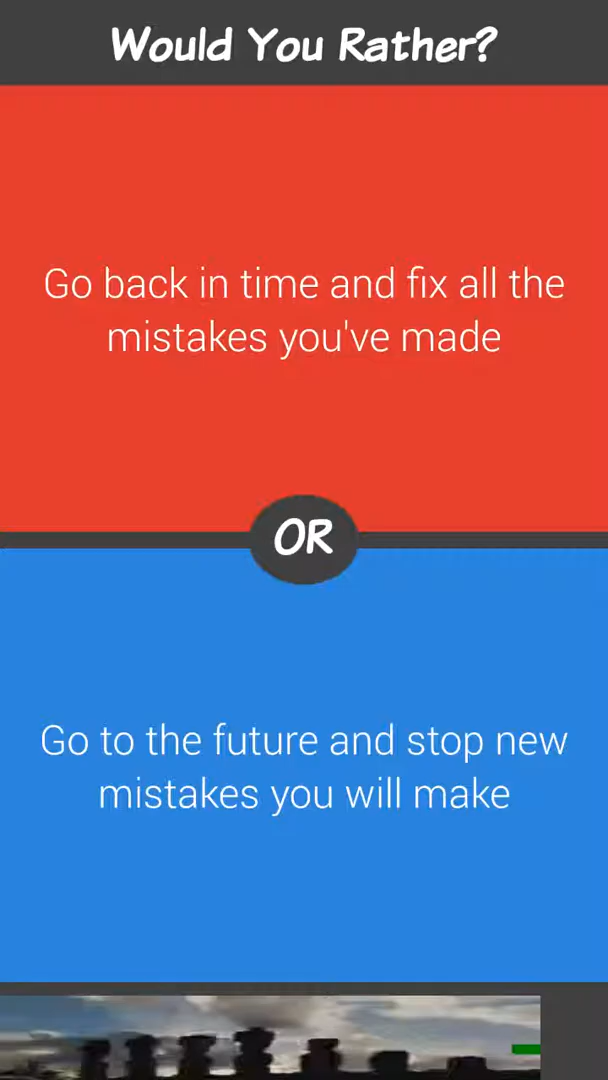 Would You Rather?
Go back in time and fix all the
mistakes you've made
OR
Go to the future and stop new
mistakes you will make